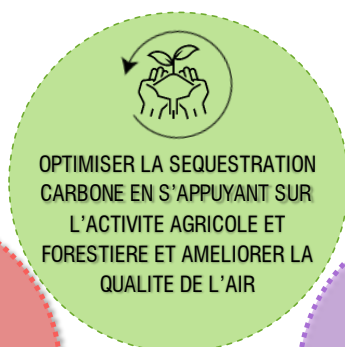 OPTIMISER LA SEQUESTRATION
CARBONE EN S'APPUYANT SUR
L'ACTIVITE AGRICOLE ET
FORESTIERE ET AMELIORER LA
QUALITE DE L'AIR